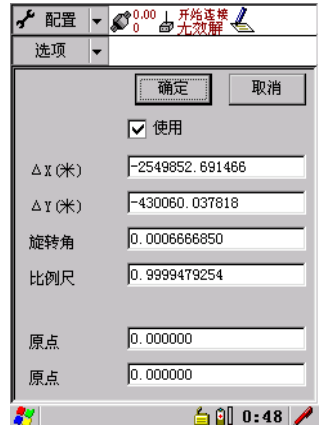 配置 0.00 0 开始连接 无效解
选项
确定 取消
使用
△X(米) -2549852.691466
△Y(米) -430060.037818
旋转角 0.0006666850
比例尺 0.9999479254
原点 0.000000
原点 0.000000
0:48